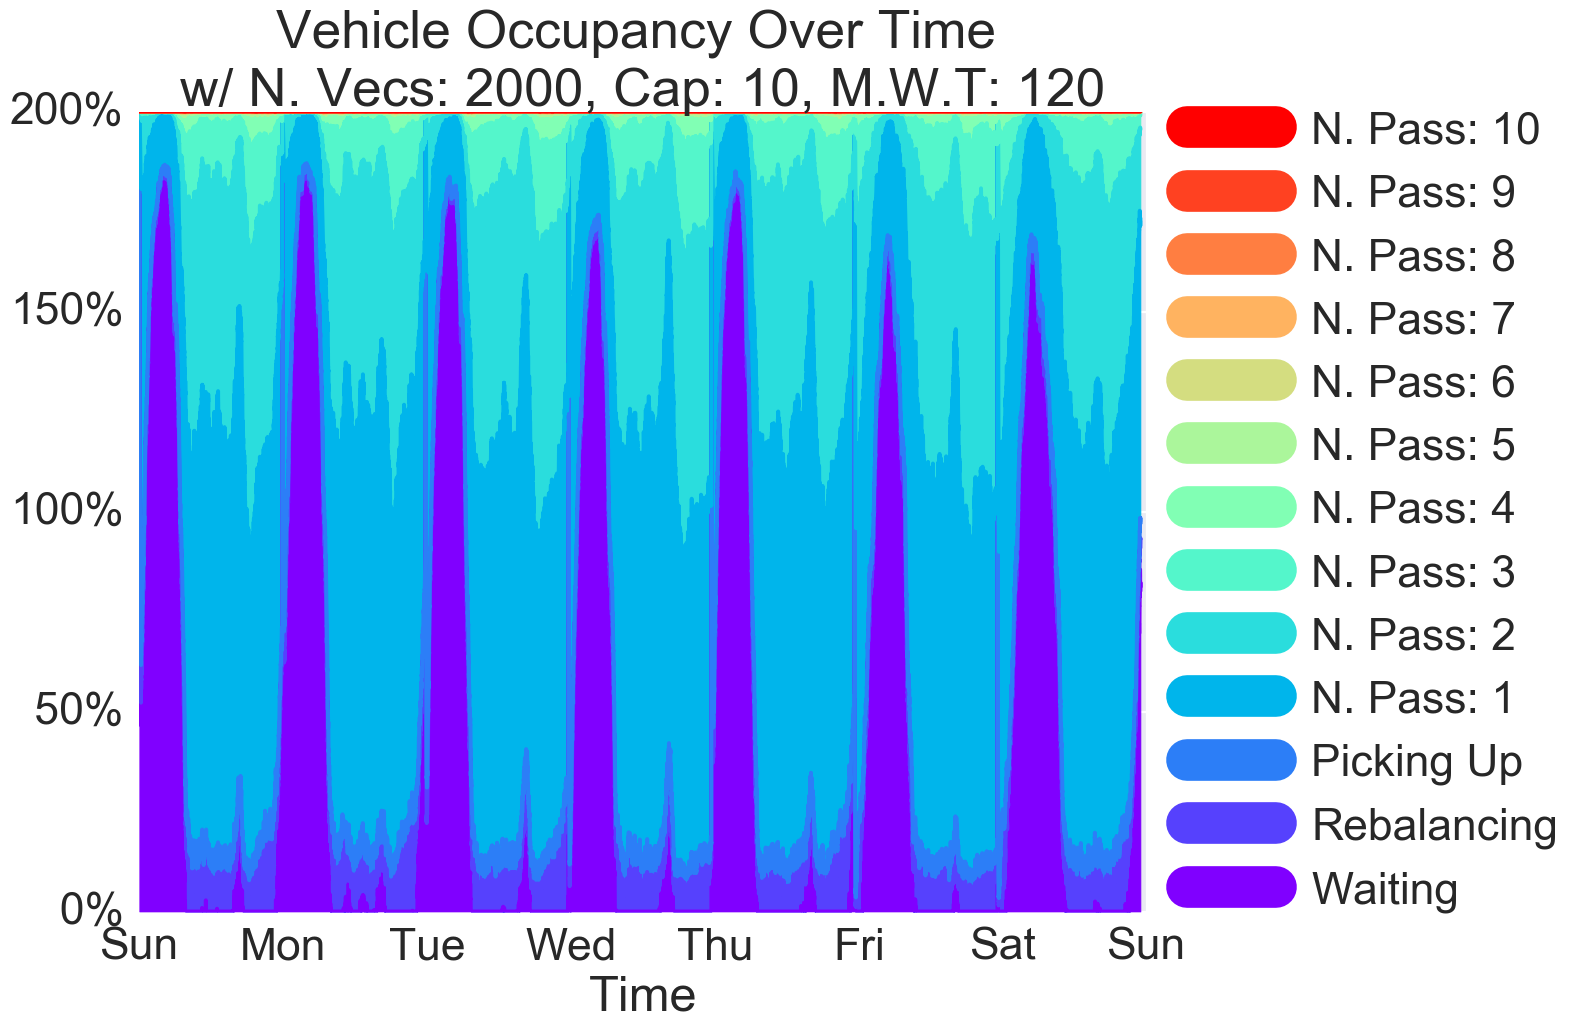 Vehicle Occupancy Over Time
w/ N. Vecs: 2000, Cap: 10, M.W.T: 120
200%
150%
100%
50%
0%
Sun Mon Tue Wed Thu Fri Sat Sun
Time
N. Pass: 10
N. Pass: 9
N. Pass: 8
N. Pass: 7
N. Pass: 6
N. Pass: 5
N. Pass: 4
N. Pass: 3
N. Pass: 2
N. Pass: 1
Picking Up
Rebalancing
Waiting